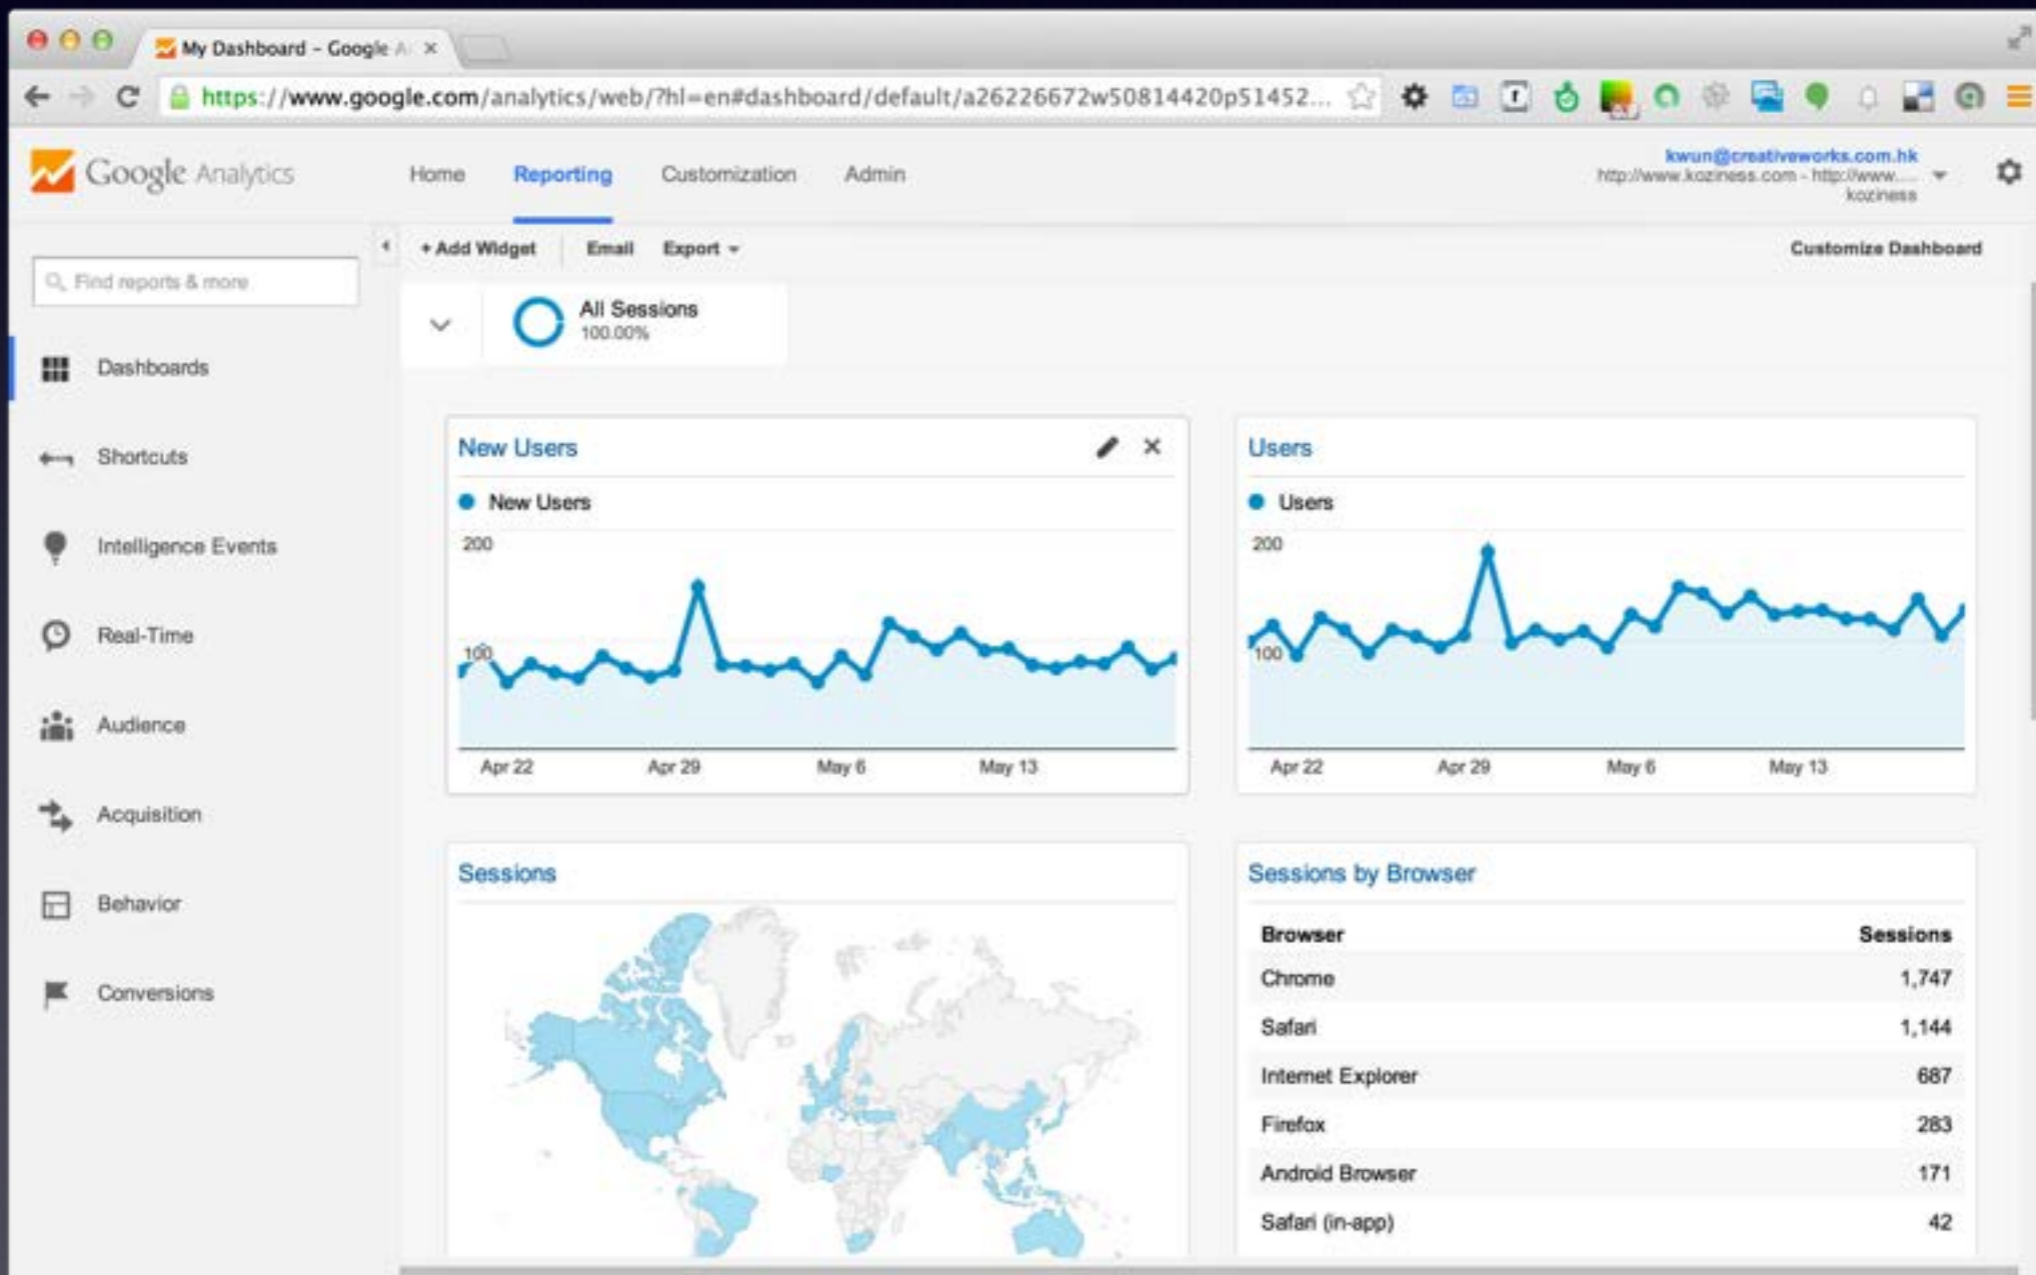 My Dashboard - Google A
https://www.google.com/analytics/web/?hl=en#dashboard/default/a26226672w50814420p51452...
Google Analytics
Home
Reporting
Customization
Admin
kwun@creativeworks.com.hk
http://www.koziness.com - http://www....
koziness
Find reports & more
Dashboards
Shortcuts
Intelligence Events
Real-Time
Audience
Acquisition
Behavior
Conversions
+ Add Widget
Email
Export
Customize Dashboard
All Sessions
100.00%
New Users
New Users
200
100
Apr 22 Apr 29 May 6 May 13
Users
Users
200
100
Apr 22 Apr 29 May 6 May 13
Sessions
Sessions by Browser
Browser Sessions
Chrome 1,747
Safari 1,144
Internet Explorer 687
Firefox 283
Android Browser 171
Safari (in-app) 42